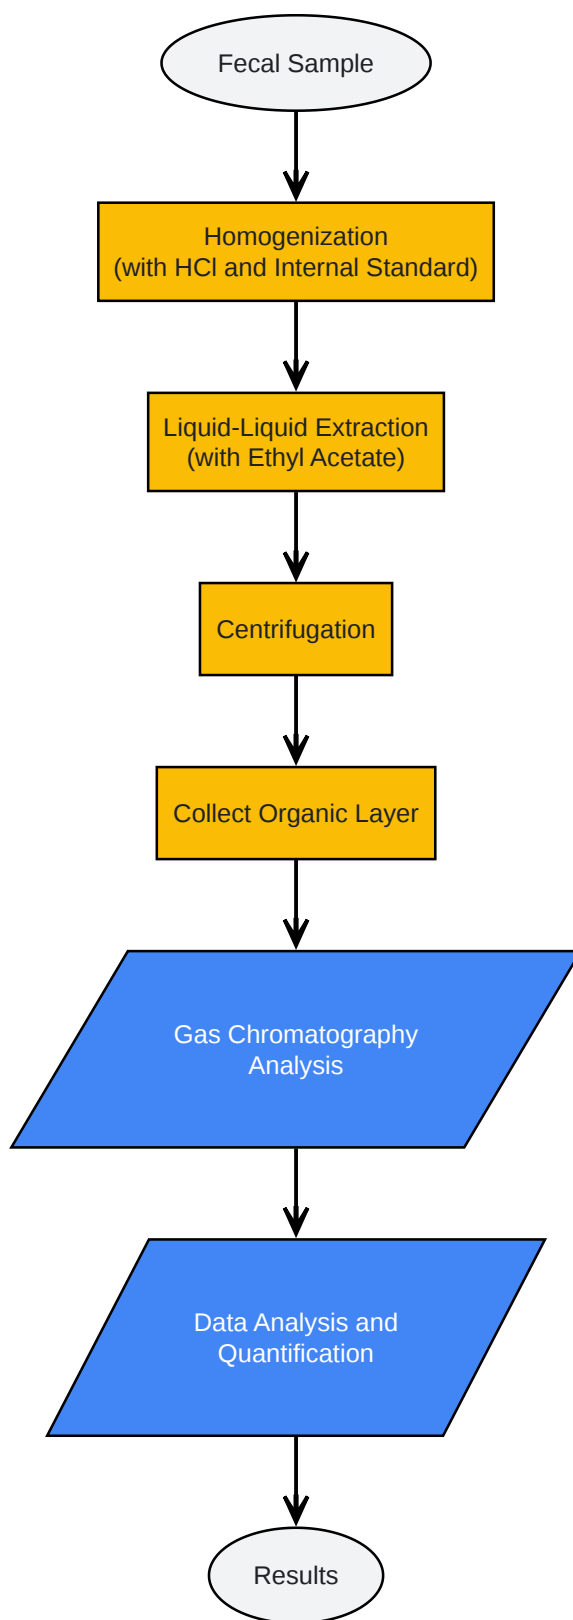 Fecal Sample
Homogenization
(with HCl and Internal Standard)
Liquid-Liquid Extraction
(with Ethyl Acetate)
Centrifugation
Collect Organic Layer
Gas Chromatography
Analysis
Data Analysis and
Quantification
Results